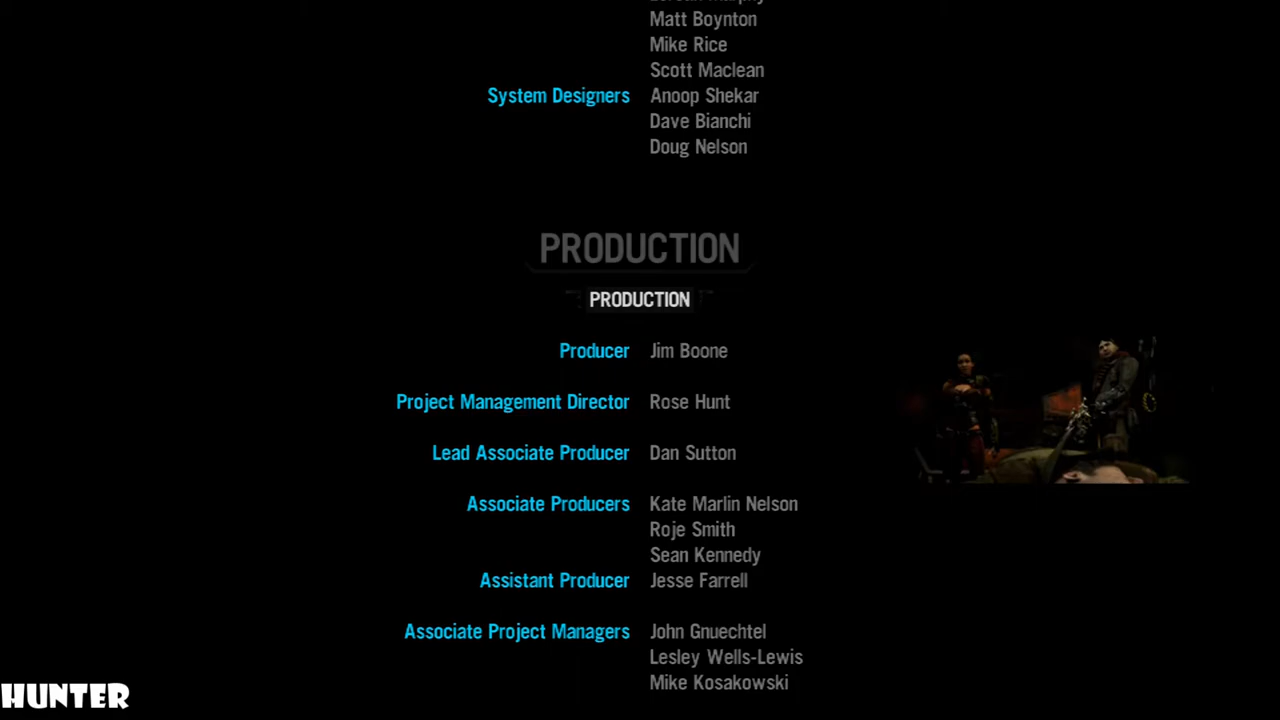 Matt Boynton
Mike Rice
Scott Maclean
System Designers Anoop Shekar
Dave Bianchi
Doug Nelson
PRODUCTION
PRODUCTION
Producer Jim Boone
Project Management Director Rose Hunt
Lead Associate Producer Dan Sutton
Associate Producers Kate Marlin Nelson
Roje Smith
Sean Kennedy
Assistant Producer Jesse Farrell
Associate Project Managers John Gnuechtel
Lesley Wells-Lewis
Mike Kosakowski
HUNTER